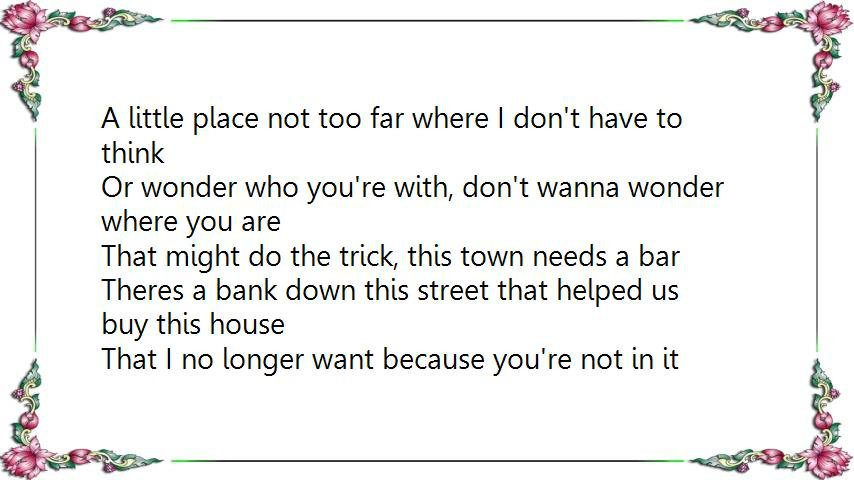 A little place not too far where I don't have to
think
Or wonder who you're with, don't wanna wonder
where you are
That might do the trick, this town needs a bar
Theres a bank down this street that helped us
buy this house
That I no longer want because you're not in it